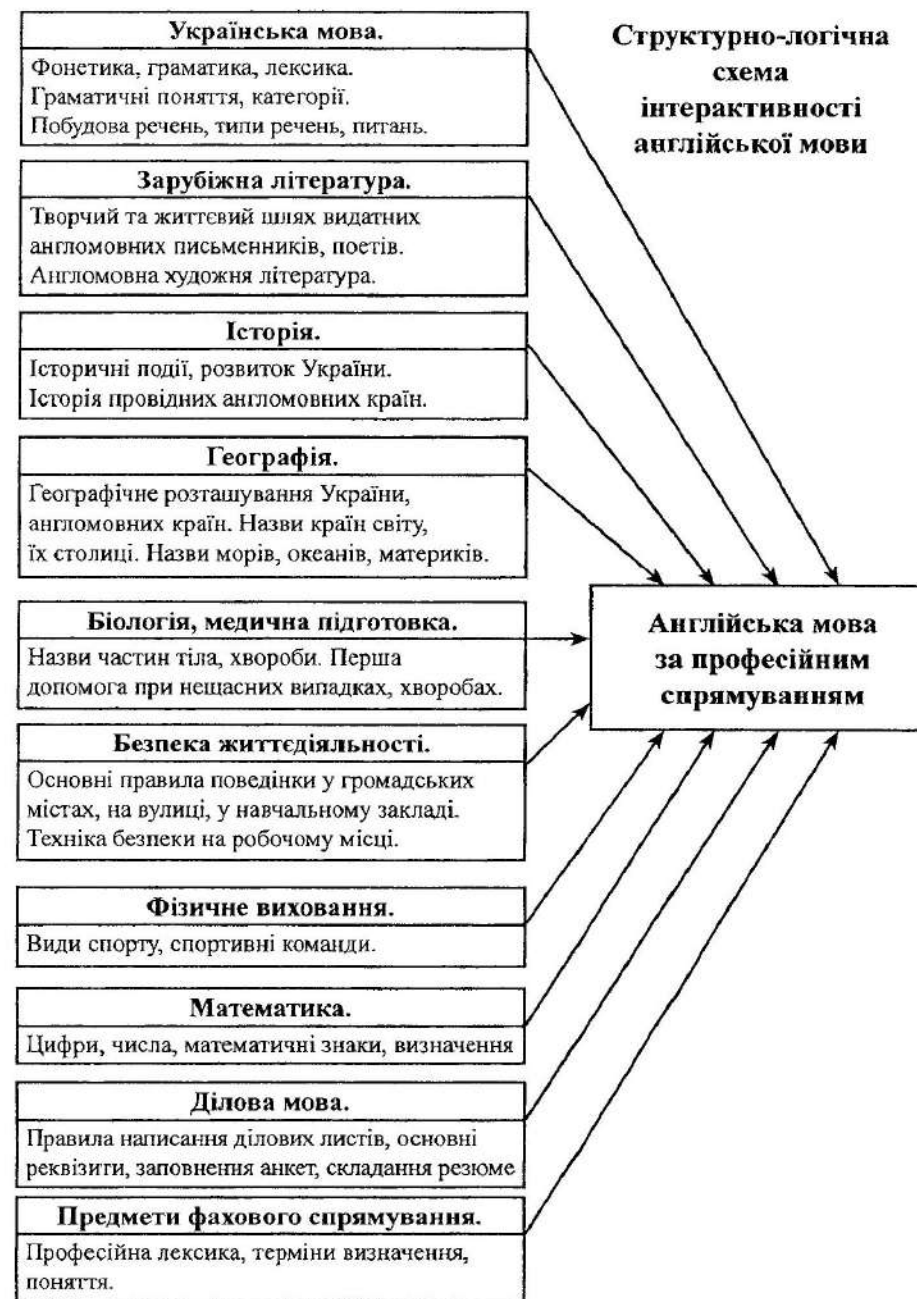 Українська мова.
Фонетика, граматика, лексика.
Граматичні поняття, категорії.
Побудова речень, типи речень, питань.
Структурно-логічна
схема
інтерактивності
англійської мови
Зарубіжна література.
Творчий та життєвий шлях видатних
англомовних письменників, поетів.
Англомовна художня література.
Історія.
Історичні події, розвиток України.
Історія провідних англомовних країн.
Географія.
Географічне розташування України,
англомовних країн. Назви країн світу,
їх столиці. Назви морів, океанів, материків.
Біологія, медична підготовка.
Назви частин тіла, хвороби. Перша
допомога при нещасних випадках, хворобах.
Англійська мова
за професійним
спрямуванням
Безпека життєдіяльності.
Основні правила поведінки у громадських
містах, на вулиці, у навчальному закладі.
Техніка безпеки на робочому місці.
Фізичне виховання.
Види спорту, спортивні команди.
Математика.
Цифри, числа, математичні знаки, визначення
Ділова мова.
Правила написання ділових листів, основні
реквізити, заповнення анкет, складання резюме
Предмети фахового спрямування.
Професійна лексика, терміни визначення,
поняття.